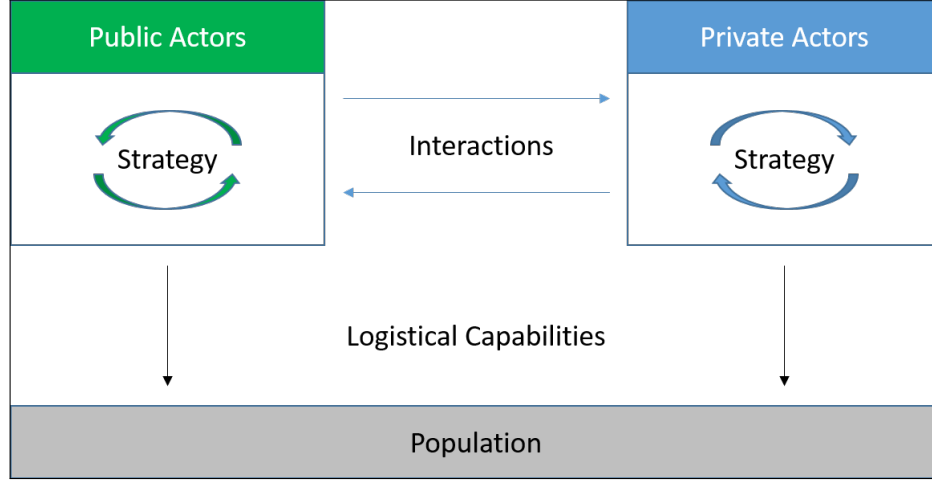 Public Actors
Private Actors
Interactions
Strategy
Strategy
Logistical Capabilities
Population